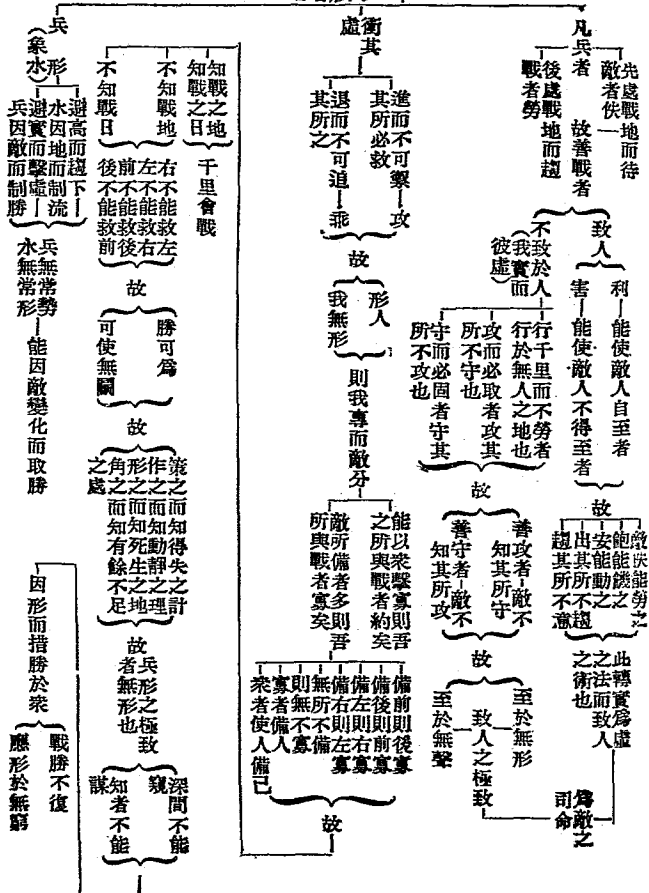 凡兵者
先處戰地而待
敵者佚
後處戰地而趨
戰者勞
故善戰者
致人
利
能使敵人自至者
害
能使敵人不得至者
故
敵佚能勞之
飽能饑之
安能動之
出其所不趨
趨其所不意
此轉實爲虛
之法而致人
之術也
不致於人
(我實而
彼虛)
行千里而不勞者
行於無人之地也
攻而必取者攻其
所不守也
守而必固者守其
所不攻也
故
善攻者敵不
知其所守
善守者敵不
知其所攻
故
至於無形
至於無聲
致人之極致
爲敵之
司命
衝其
虛
進而不可禦
攻
其所必救
退而不可追
乖
其所之
故
形人
我無形
則我專而敵分
能以衆擊寡則吾
之所與戰者約矣
敵所備者多則吾
所與戰者寡矣
備前則後寡
備後則前寡
備左則右寡
備右則左寡
無所不備
則無不寡
寡者備人
衆者使人備己
故
知戰之地
知戰之日
千里會戰
不知戰地
不知戰日
右不能救左
左不能救右
前不能救後
後不能救前
故
勝可爲
可使無鬭
故
策之而知得失之計
作之而知動靜之理
形之而知死生之地
角之而知有餘不足
之處
故
兵形之極致
者無形也
深間不能
窺
知者不能
謀
因形而措勝於衆
戰勝不復
應形於無窮
兵
形
(象水)
避高而趨下
水因地而制流
避實而擊虛
兵因敵而制勝
兵無常勢
水無常形
能因敵變化而取勝